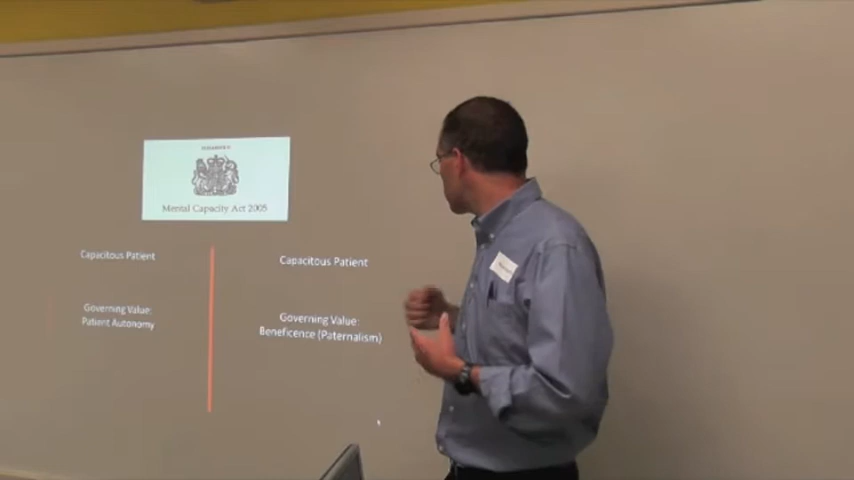 Mental Capacity Act 2005
Capacitous Patient
Capacitous Patient
Governing Value:
Patient Autonomy
Governing Value:
Beneficence (Paternalism)